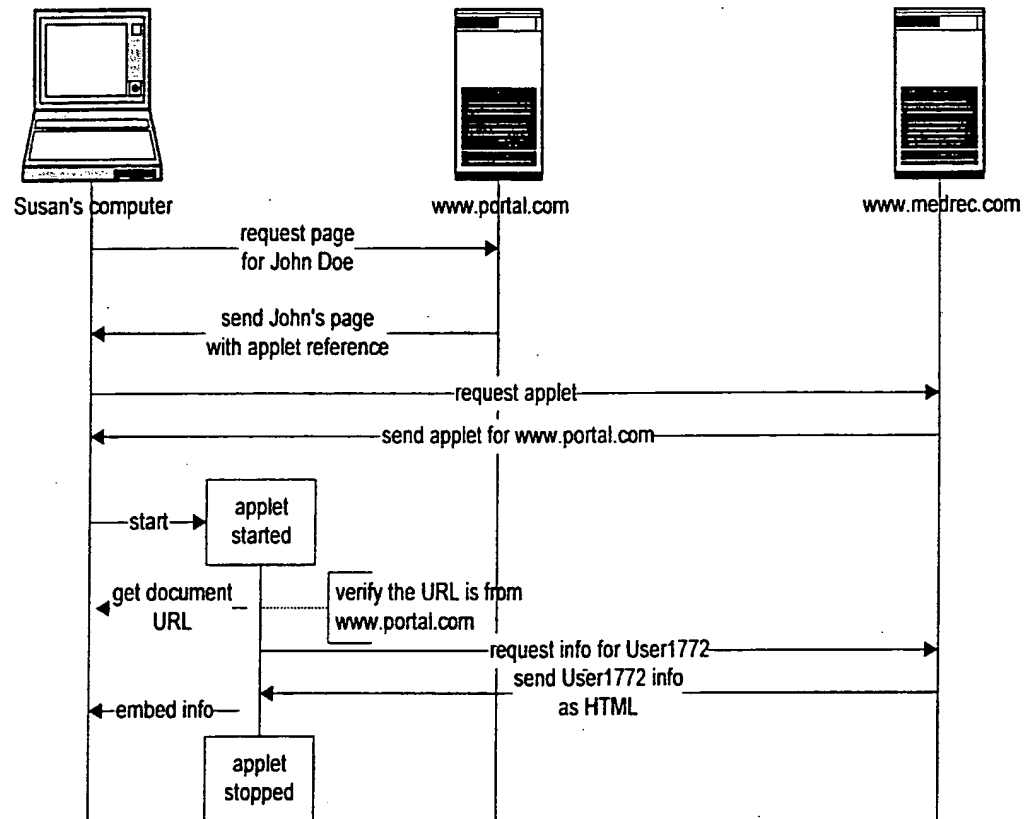 Susan's computer
www.portal.com
www.medrec.com
request page
for John Doe
send John's page
with applet reference
request applet
send applet for www.portal.com
start
applet
started
get document
URL
verify the URL is from
www.portal.com
request info for User1772
send User1772 info
as HTML
embed info
applet
stopped